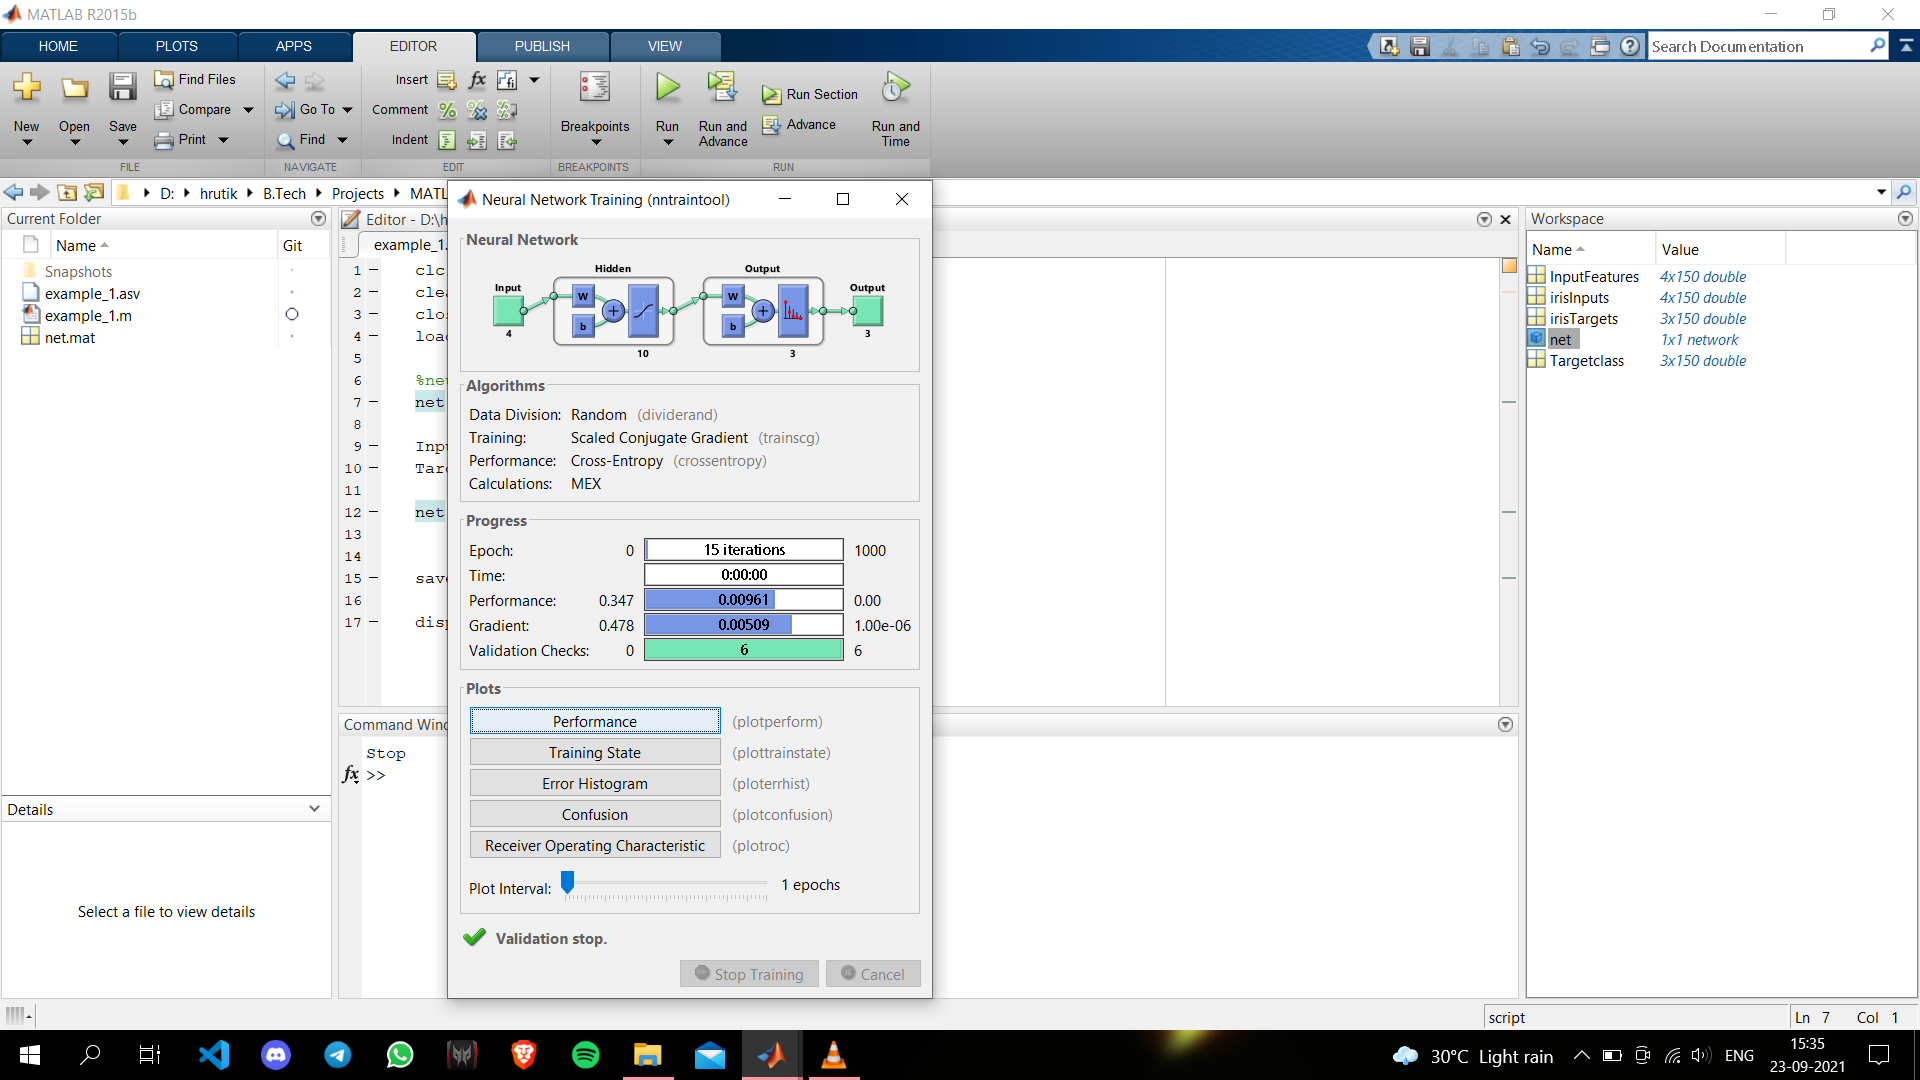 MATLAB R2015b
HOME PLOTS APPS EDITOR PUBLISH VIEW
Search Documentation
New Open Save
Find Files
Compare
Print
FILE
Go To
Find
NAVIGATE
Insert
Comment
Indent
EDIT
Breakpoints
BREAKPOINTS
Run
Run and Advance
Run Section
Advance
Run and Time
RUN
D: hrutik B.Tech Projects MATL
Current Folder
Name Git
Snapshots
example_1.asv
example_1.m
net.mat
Details
Select a file to view details
Editor - D:\h
example_1.
1 clc
2 clea
3 clos
4 load
5
6 %neu
7 net
8
9 Inpu
10 Targ
11
12 net
13
14
15 save
16
17 disp
Command Wind
Stop
fx >>
Neural Network Training (nntraintool)
Neural Network
Hidden Output
Input Output
W b + W b +
4 10 3 3
Algorithms
Data Division: Random (dividerand)
Training: Scaled Conjugate Gradient (trainscg)
Performance: Cross-Entropy (crossentropy)
Calculations: MEX
Progress
Epoch: 0 15 iterations 1000
Time: 0:00:00
Performance: 0.347 0.00961 0.00
Gradient: 0.478 0.00509 1.00e-06
Validation Checks: 0 6 6
Plots
Performance (plotperform)
Training State (plottrainstate)
Error Histogram (ploterrhist)
Confusion (plotconfusion)
Receiver Operating Characteristic (plotroc)
Plot Interval: 1 epochs
Validation stop.
Stop Training Cancel
Workspace
Name Value
InputFeatures 4x150 double
irisInputs 4x150 double
irisTargets 3x150 double
net 1x1 network
Targetclass 3x150 double
script Ln 7 Col 1
30°C Light rain ENG
15:35
23-09-2021